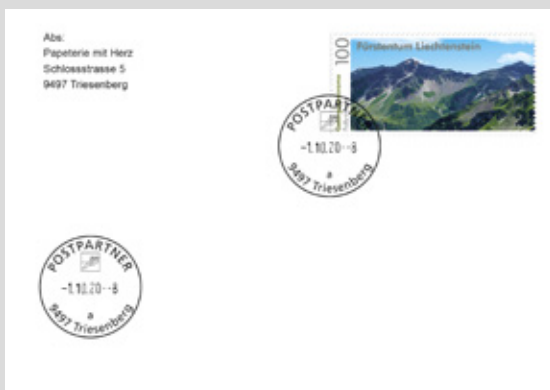 Abs:
Papeterie mit Herz
Schlossstrasse 5
9497 Triesenberg
100
Fürstentum Liechtenstein
POSTPARTNER
-1.10.20--8
a
9497 Triesenberg
POSTPARTNER
-1.10.20--8
a
9497 Triesenberg